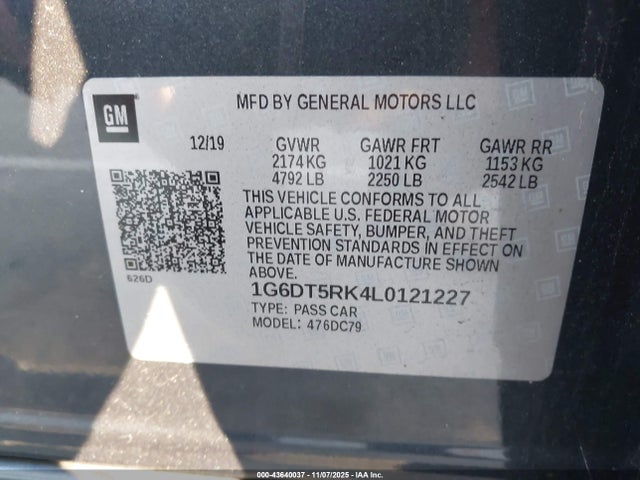 GM
MFD BY GENERAL MOTORS LLC
12/19 GVWR GAWR FRT GAWR RR
2174 KG 1021 KG 1153 KG
4792 LB 2250 LB 2542 LB
THIS VEHICLE CONFORMS TO ALL
APPLICABLE U.S. FEDERAL MOTOR
VEHICLE SAFETY, BUMPER, AND THEFT
PREVENTION STANDARDS IN EFFECT ON
THE DATE OF MANUFACTURE SHOWN
ABOVE.
626D
1G6DT5RK4L0121227
TYPE: PASS CAR
MODEL: 476DC79
000-43640037 - 11/07/2025 - IAA Inc.